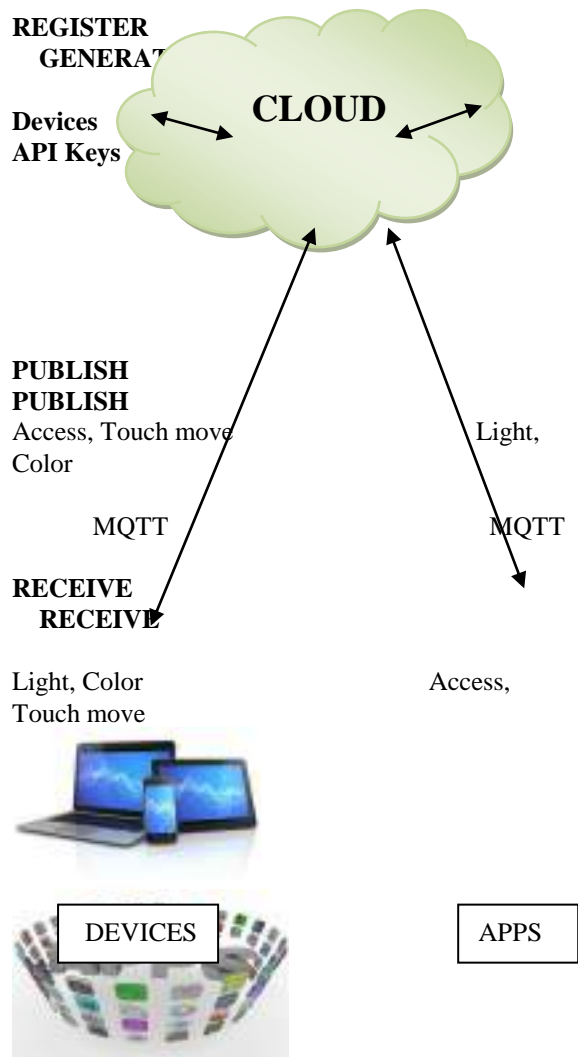 REGISTER
CLOUD
Devices
API Keys
PUBLISH
PUBLISH
Access, Touch move Light,
Color
MQTT MQTT
RECEIVE
RECEIVE
Light, Color Access,
Touch move
DEVICES APPS